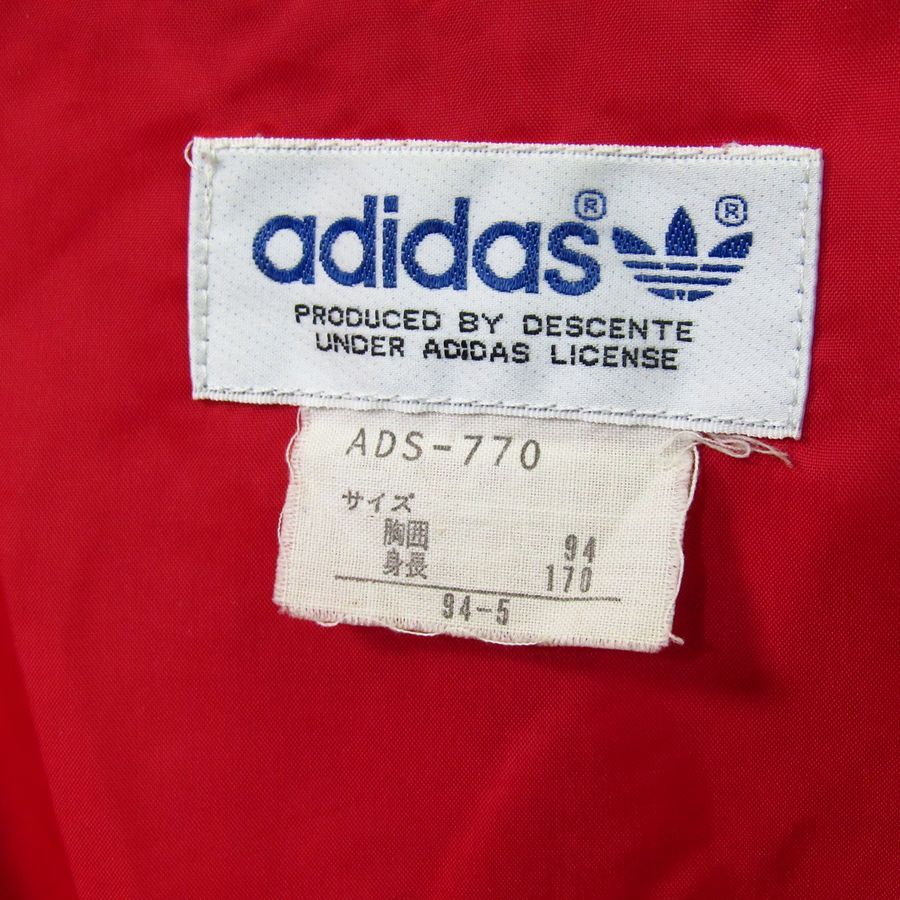 adidas®
®
PRODUCED BY DESCENTE
UNDER ADIDAS LICENSE
ADS-770
サイズ
胸囲 94
身長 170
94-5